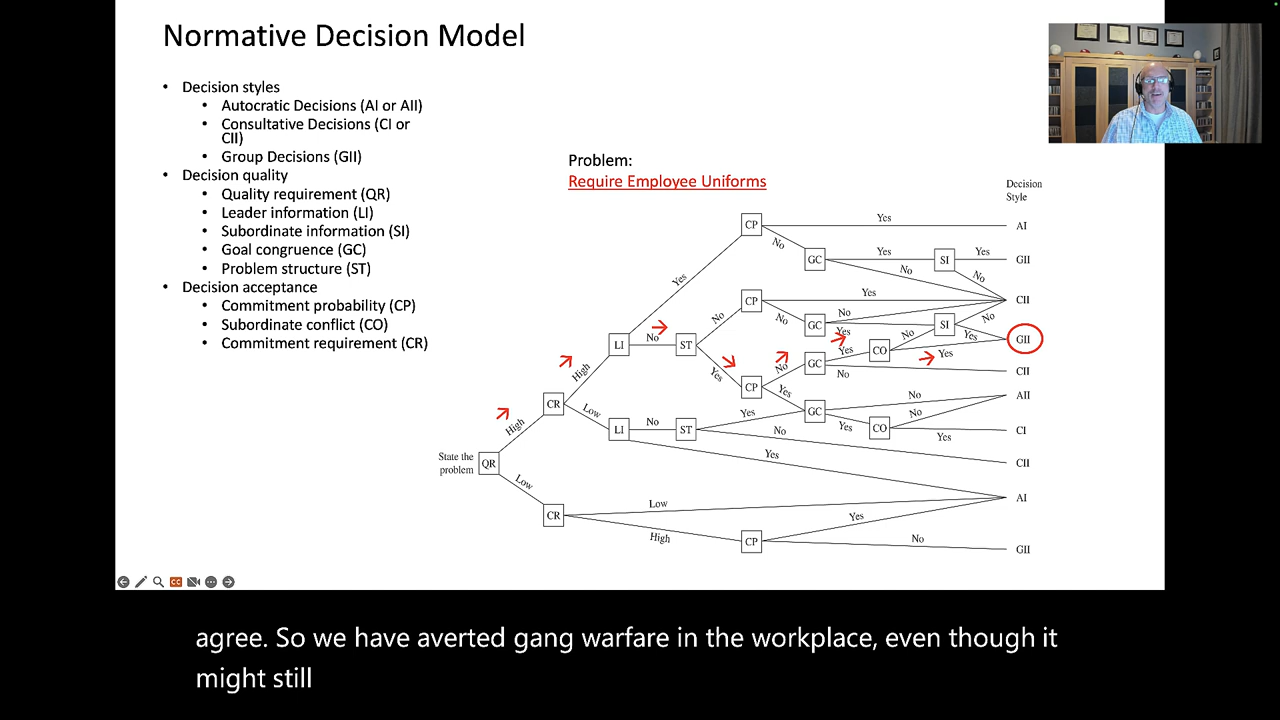 Normative Decision Model
• Decision styles
• Autocratic Decisions (AI or AII)
• Consultative Decisions (CI or
CII)
• Group Decisions (GII)
• Decision quality
• Quality requirement (QR)
• Leader information (LI)
• Subordinate information (SI)
• Goal congruence (GC)
• Problem structure (ST)
• Decision acceptance
• Commitment probability (CP)
• Subordinate conflict (CO)
• Commitment requirement (CR)
Problem:
Require Employee Uniforms
Decision
Style
CP
Yes
AI
No
GC
Yes
SI
Yes
GII
No
No
Yes
CP
Yes
CII
No
No
GC
No
Yes
SI
No
Yes
GII
LI
No
ST
Yes
CO
No
Yes
GC
Yes
No
CII
Yes
No
CP
Yes
High
CR
Low
LI
No
ST
Yes
GC
No
AII
Yes
CO
No
Yes
CI
No
CII
Yes
High
State the
problem
QR
Low
CR
Low
AI
High
CP
Yes
No
GII
CC
agree. So we have averted gang warfare in the workplace, even though it
might still